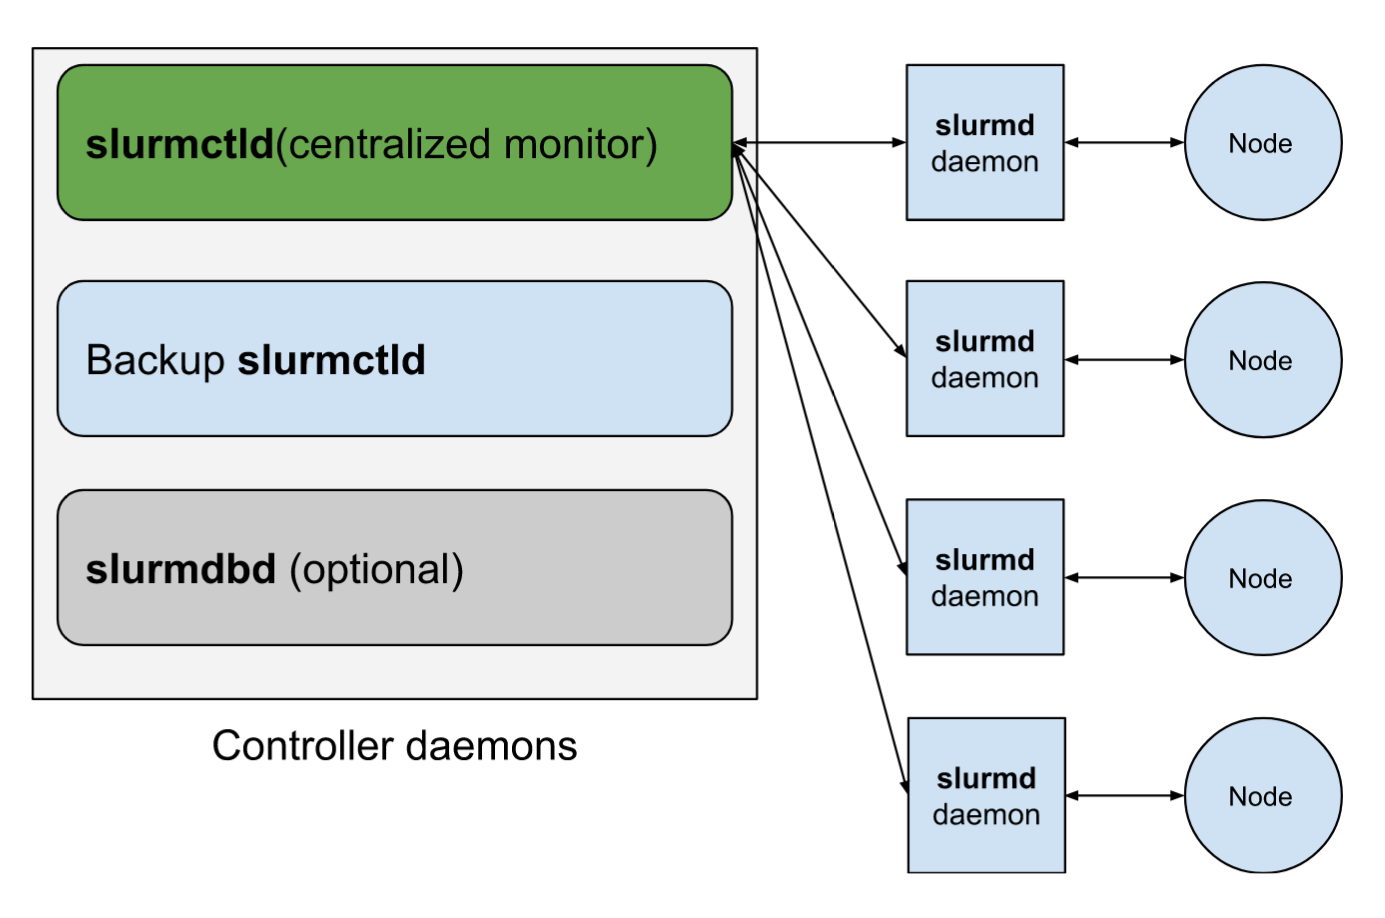 slurmctld(centralized monitor)
Backup slurmctld
slurmdbd (optional)
Controller daemons
slurmd
daemon
Node
slurmd
daemon
Node
slurmd
daemon
Node
slurmd
daemon
Node